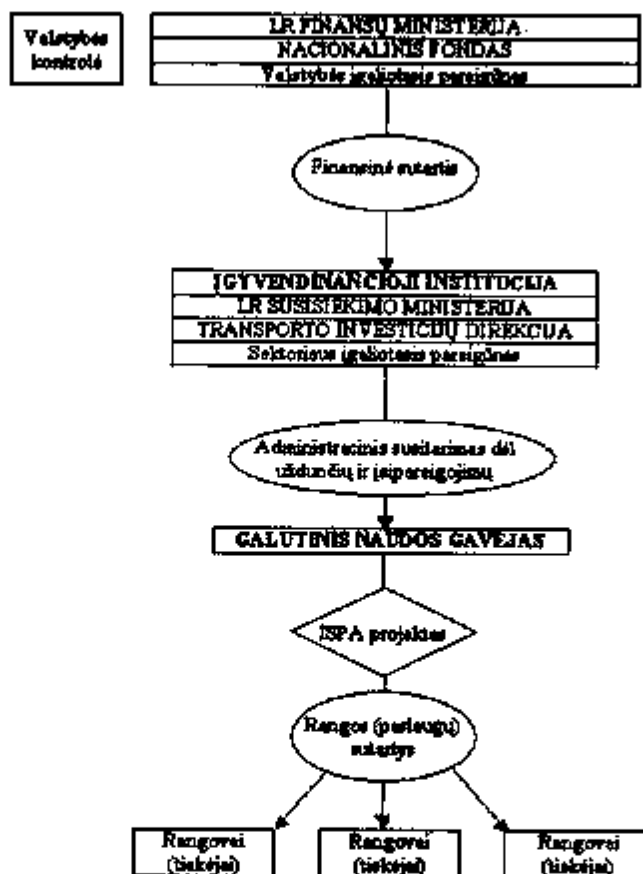 Valstybės
kontrolė
LR FINANSŲ MINISTERIJA
NACIONALINIS FONDAS
Valstybės įgaliotasis pareigūnas
Finansinė sutartis
ĮGYVENDINANČIOJI INSTITUCIJA
LR SUSISIEKIMO MINISTERIJA
TRANSPORTO INVESTICIJŲ DIREKCIJA
Sektoriaus įgaliotasis pareigūnas
Administracinis susitarimas dėl
užduočių ir įsipareigojimų
GALUTINIS NAUDOS GAVĖJAS
ISPA projektas
Rangos (paslaugų)
sutartys
Rangovai
(tiekėjai)
Rangovai
(tiekėjai)
Rangovai
(tiekėjai)